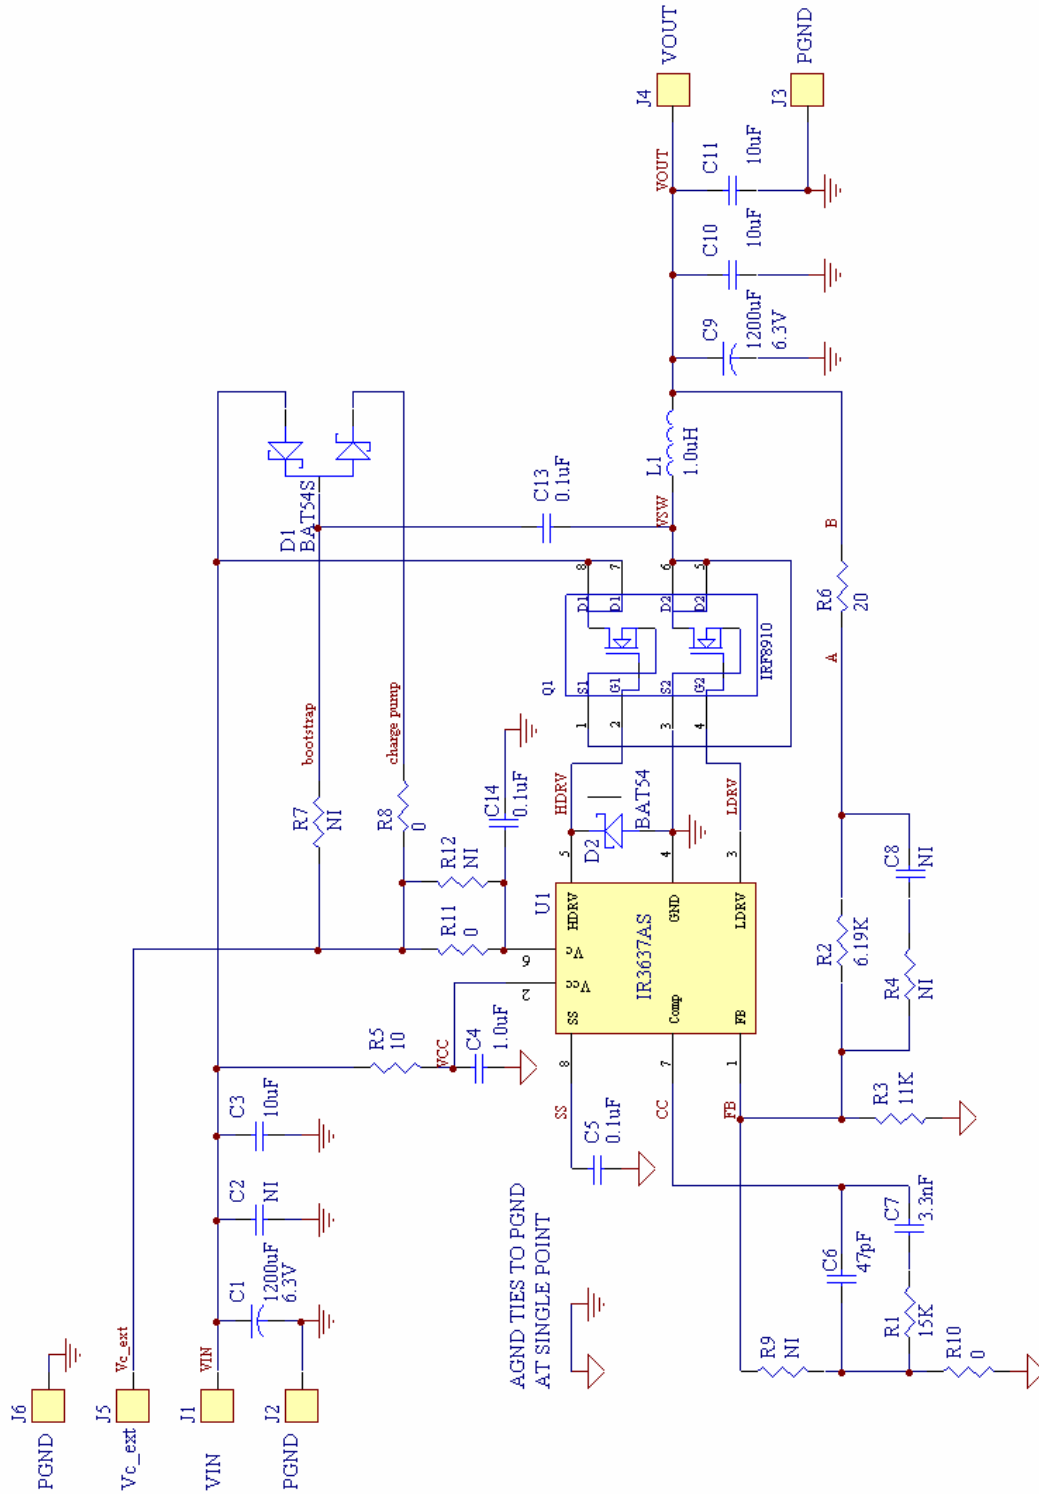 J6
PGND
J5
Vc_ext
Vc_ext
J1
VIN
VIN
J2
PGND
C1
1200uF
6.3V
C2
NI
C3
10uF
R5
10
VCC
C4
1.0uF
R11
0
R12
NI
C14
0.1uF
R7
NI
bootstrap
R8
0
charge pump
D1
BAT54S
C13
0.1uF
AGND TIES TO PGND
AT SINGLE POINT
SS
C5
0.1uF
CC
FB
8
7
1
2
6
Vcc
Vc
SS
Comp
FB
U1
IR3637AS
HDRV
GND
LDRV
5
4
3
HDRV
D2
BAT54
LDRV
Q1
1
2
3
4
S1
G1
S2
G2
D1
D1
D2
D2
8
7
6
5
IRF8910
VSW
L1
1.0uH
C9
1200uF
6.3V
C10
10uF
C11
10uF
VOUT
J4
VOUT
J3
PGND
R9
NI
C6
47pF
R1
15K
C7
3.3nF
R10
0
R3
11K
R2
6.19K
R4
NI
C8
NI
A
R6
20
B